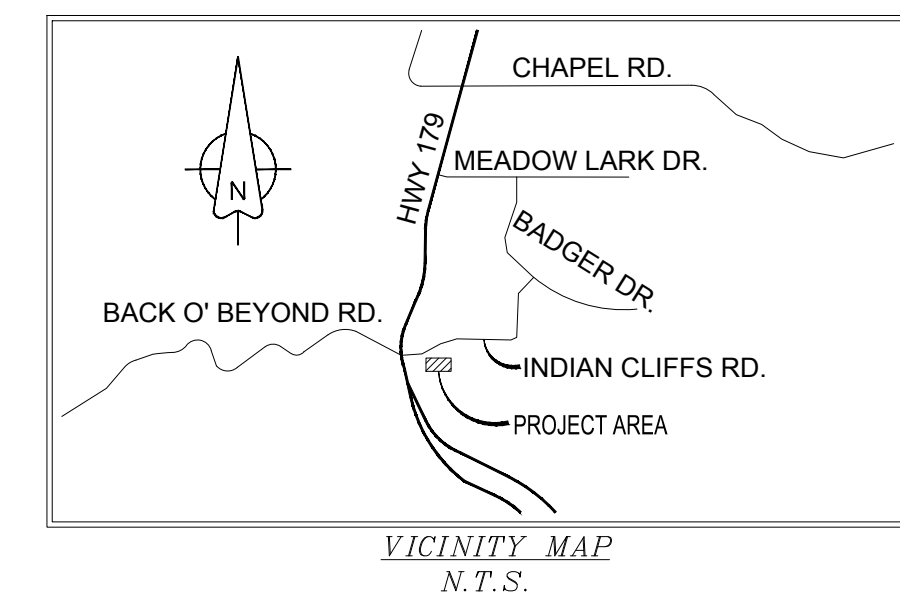 CHAPEL RD.
HWY 179
MEADOW LARK DR.
N
BADGER DR.
BACK O' BEYOND RD.
INDIAN CLIFFS RD.
PROJECT AREA
VICINITY MAP
N.T.S.